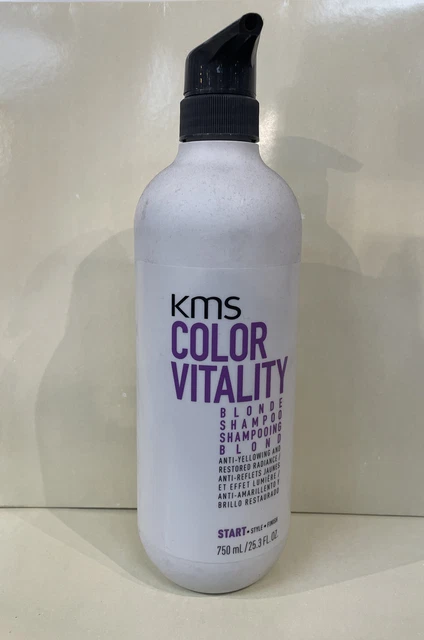 kms
COLOR
VITALITY
BLONDE
SHAMPOO
SHAMPOOING
BLOND
ANTI-YELLOWING AND
RESTORED RADIANCE /
ANTI-REFLETS JAUNES
ET EFFET LUMIÈRE /
ANTI-AMARILLENTO Y
BRILLO RESTAURADO
START • STYLE • FINISH
750 mL/25.3 FL. OZ.